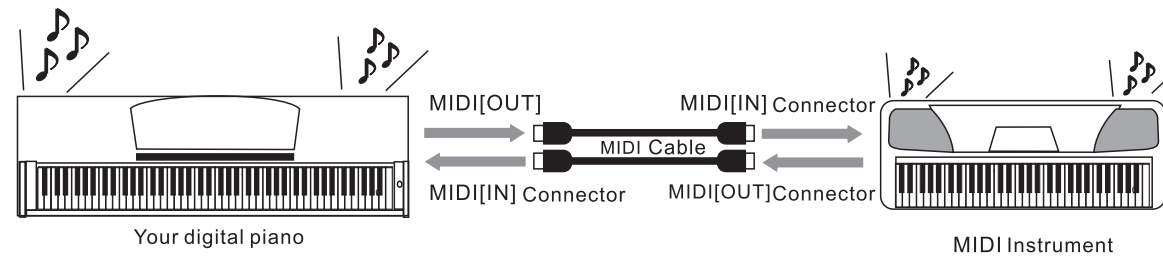 MIDI[OUT]
MIDI[IN] Connector
MIDI Cable
MIDI[IN] Connector
MIDI[OUT]Connector
Your digital piano
MIDI Instrument